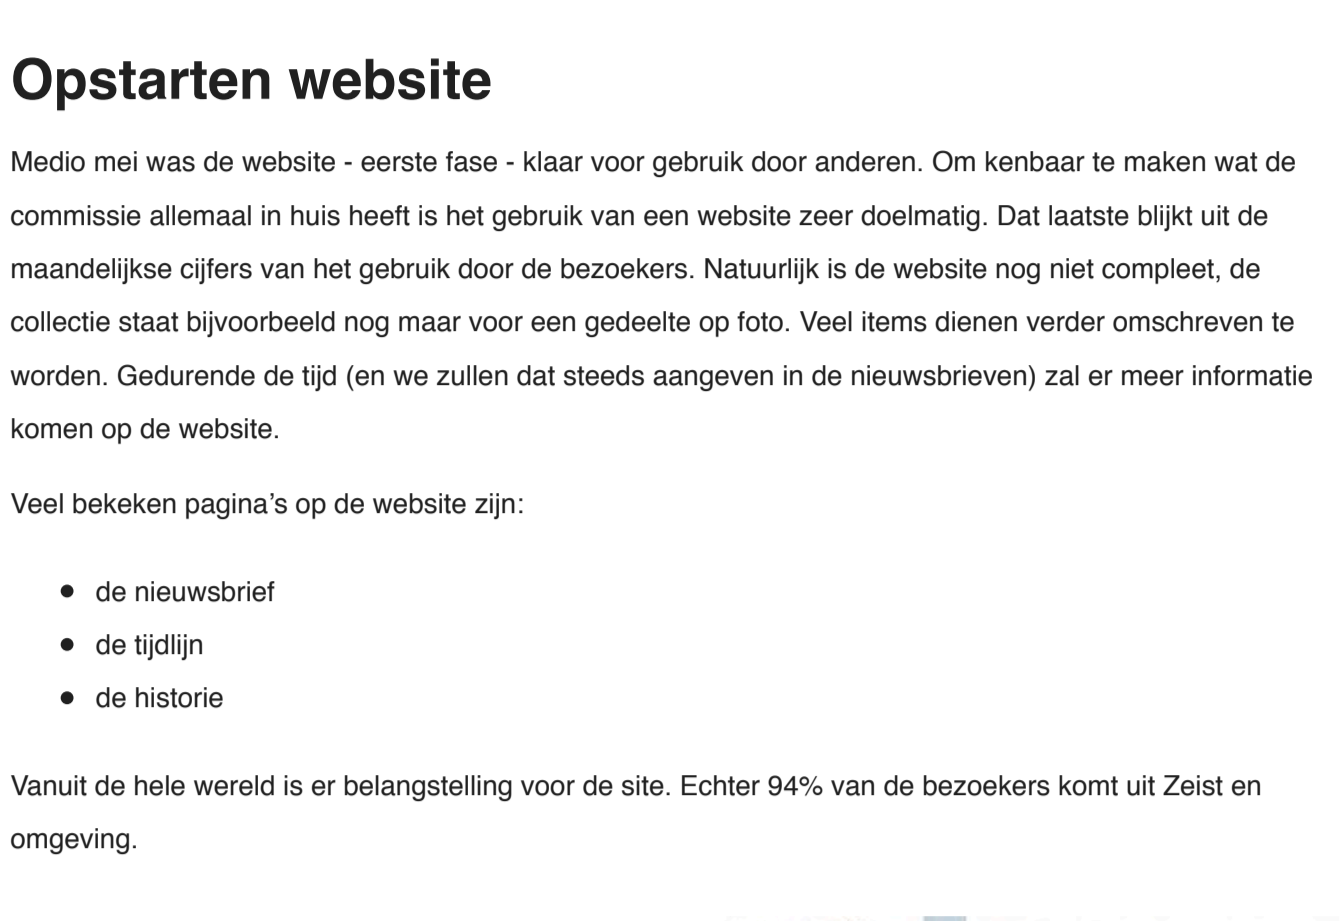 Opstarten website
Medio mei was de website - eerste fase - klaar voor gebruik door anderen. Om kenbaar te maken wat de
commissie allemaal in huis heeft is het gebruik van een website zeer doelmatig. Dat laatste blijkt uit de
maandelijkse cijfers van het gebruik door de bezoekers. Natuurlijk is de website nog niet compleet, de
collectie staat bijvoorbeeld nog maar voor een gedeelte op foto. Veel items dienen verder omschreven te
worden. Gedurende de tijd (en we zullen dat steeds aangeven in de nieuwsbrieven) zal er meer informatie
komen op de website.
Veel bekeken pagina’s op de website zijn:
● de nieuwsbrief
● de tijdlijn
● de historie
Vanuit de hele wereld is er belangstelling voor de site. Echter 94% van de bezoekers komt uit Zeist en
omgeving.